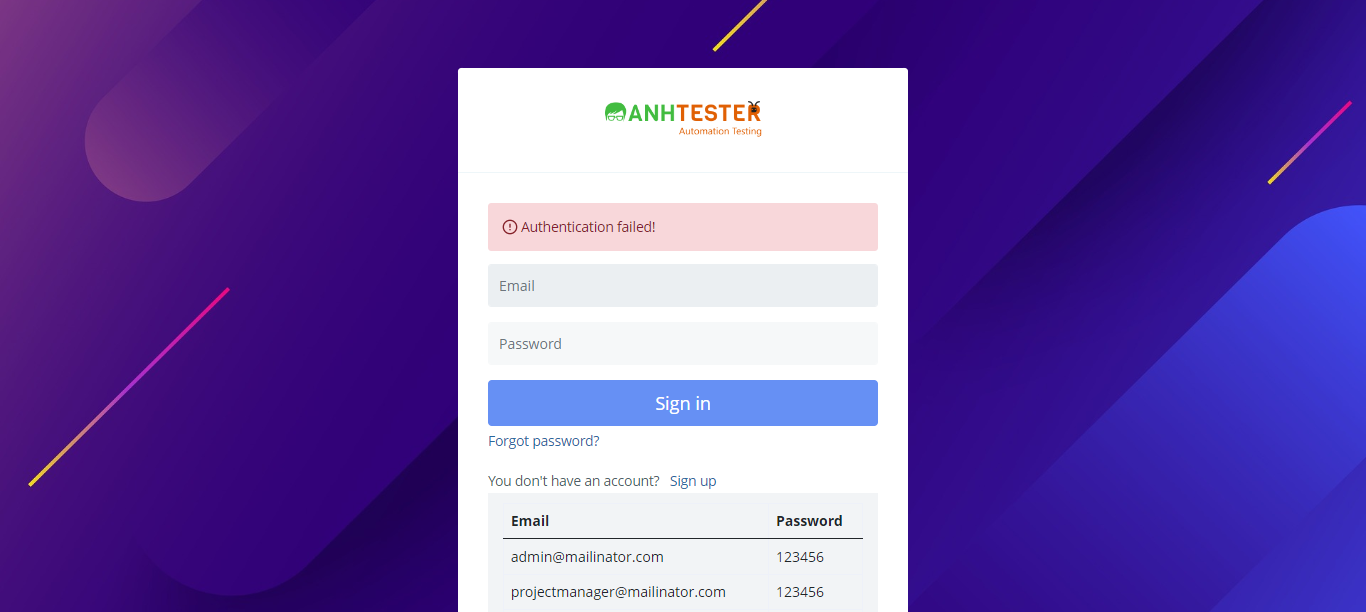 ANHTESTER
Automation Testing
Authentication failed!
Email
Password
Sign in
Forgot password?
You don't have an account? Sign up
Email Password
admin@mailinator.com 123456
projectmanager@mailinator.com 123456